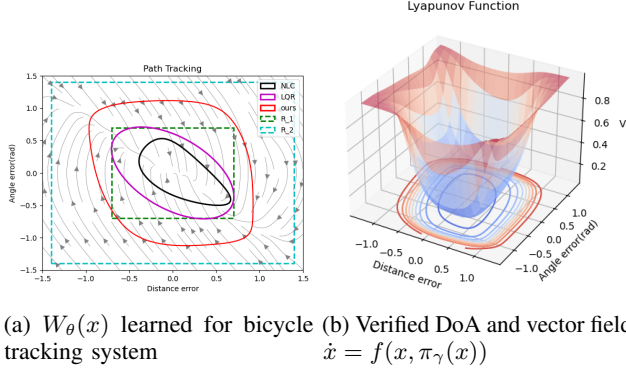 Lyapunov Function
Path Tracking
NLC
LQR
ours
R_1
R_2
1.5
1.0
0.5
0.0
−0.5
−1.0
−1.5
Angle error(rad)
−1.5 −1.0 −0.5 0.0 0.5 1.0 1.5
Distance error
0.8
0.6
0.4
0.2
V
−1.0
−0.5
0.0
0.5
1.0
Distance error
1.0
0.5
0.0
−0.5
−1.0
Angle error(rad)
(a) W_θ(x) learned for bicycle
tracking system
(b) Verified DoA and vector field
ẋ = f(x, π_γ(x))